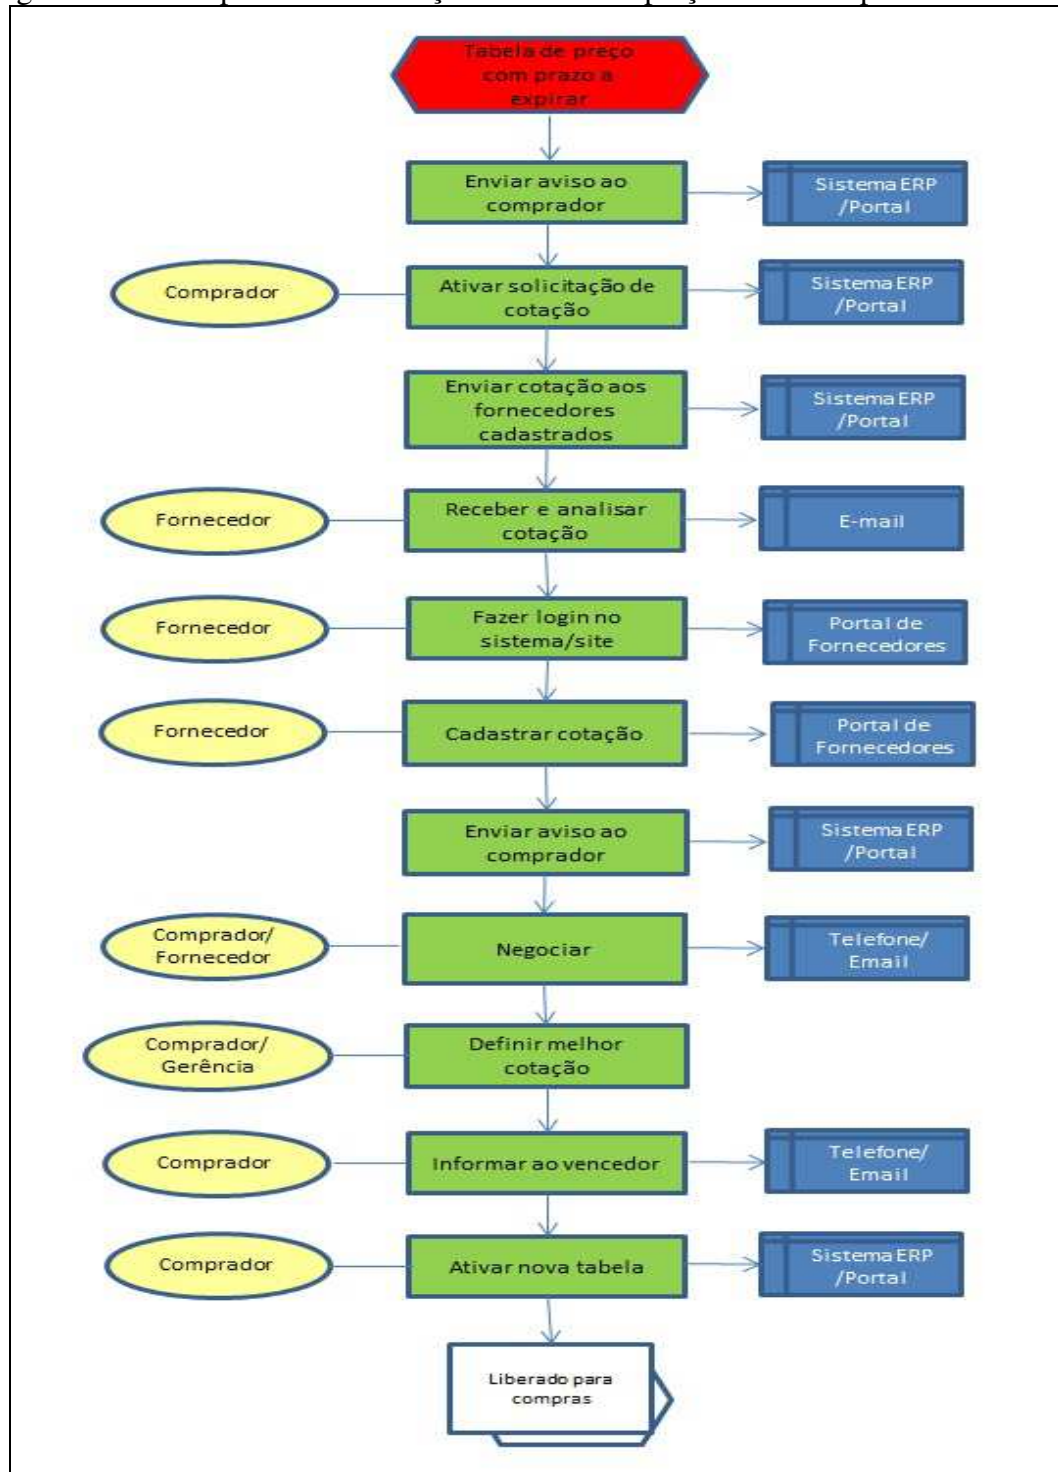 Tabela de preço
com prazo a
expirar
Enviar aviso ao
comprador
Sistema ERP
/Portal
Comprador
Ativar solicitação de
cotação
Sistema ERP
/Portal
Enviar cotação aos
fornecedores
cadastrados
Sistema ERP
/Portal
Fornecedor
Receber e analisar
cotação
E-mail
Fornecedor
Fazer login no
sistema/site
Portal de
Fornecedores
Fornecedor
Cadastrar cotação
Portal de
Fornecedores
Enviar aviso ao
comprador
Sistema ERP
/Portal
Comprador/
Fornecedor
Negociar
Telefone/
Email
Comprador/
Gerência
Definir melhor
cotação
Comprador
Informar ao vencedor
Telefone/
Email
Comprador
Ativar nova tabela
Sistema ERP
/Portal
Liberado para
compras